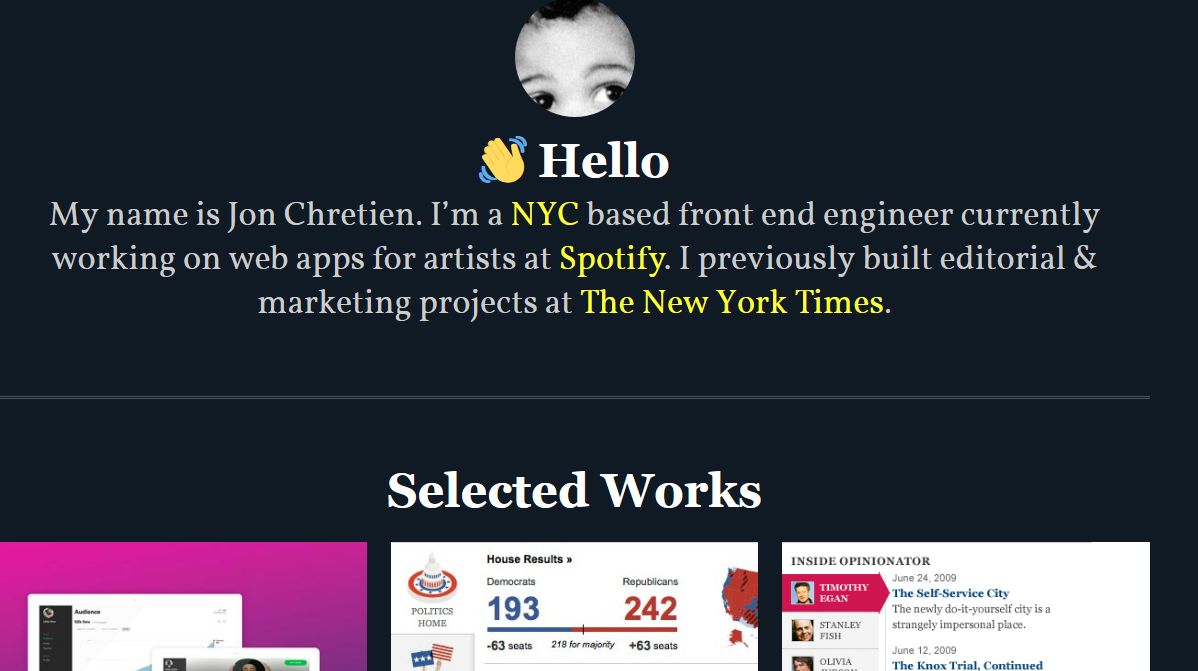 👋 Hello
My name is Jon Chretien. I’m a NYC based front end engineer currently
working on web apps for artists at Spotify. I previously built editorial &
marketing projects at The New York Times.
Selected Works
Audience
House Results »
Democrats Republicans
193 242
-63 seats 218 for majority +63 seats
POLITICS
HOME
INSIDE OPINIONATOR
TIMOTHY
EGAN
STANLEY
FISH
OLIVIA
JUDSON
June 24, 2009
The Self-Service City
The newly do-it-yourself city is a
strangely impersonal place.
June 12, 2009
The Knox Trial, Continued